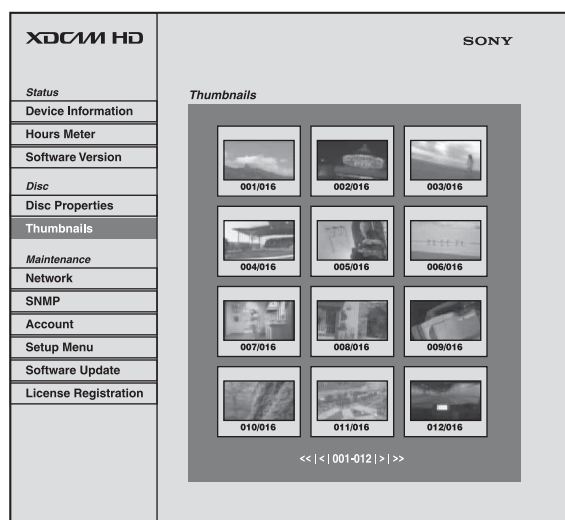 XDCAM HD
SONY
Status
Device Information
Hours Meter
Software Version
Disc
Disc Properties
Thumbnails
Maintenance
Network
SNMP
Account
Setup Menu
Software Update
License Registration
Thumbnails
001/016 002/016 003/016
004/016 005/016 006/016
007/016 008/016 009/016
010/016 011/016 012/016
<< | < | 001-012 | > | >>